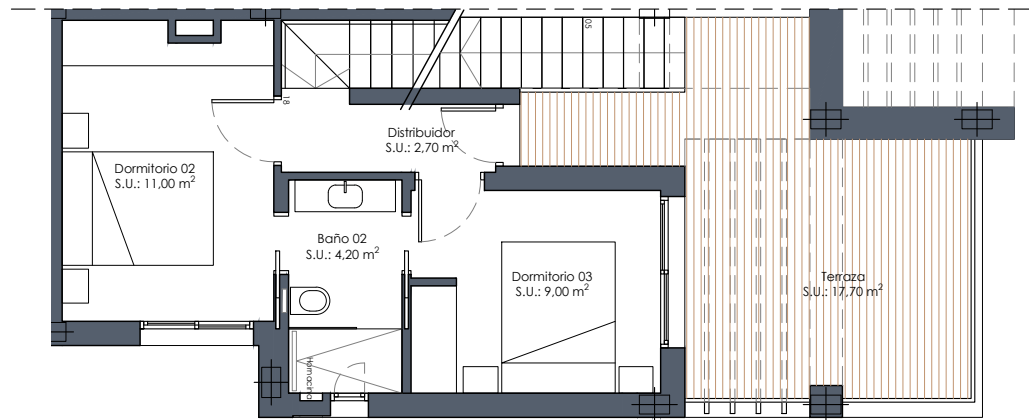 05
18
Distribuidor
S.U.: 2,70 m²
Dormitorio 02
S.U.: 11,00 m²
Baño 02
S.U.: 4,20 m²
Dormitorio 03
S.U.: 9,00 m²
Terraza
S.U.: 17,70 m²
Hornacina